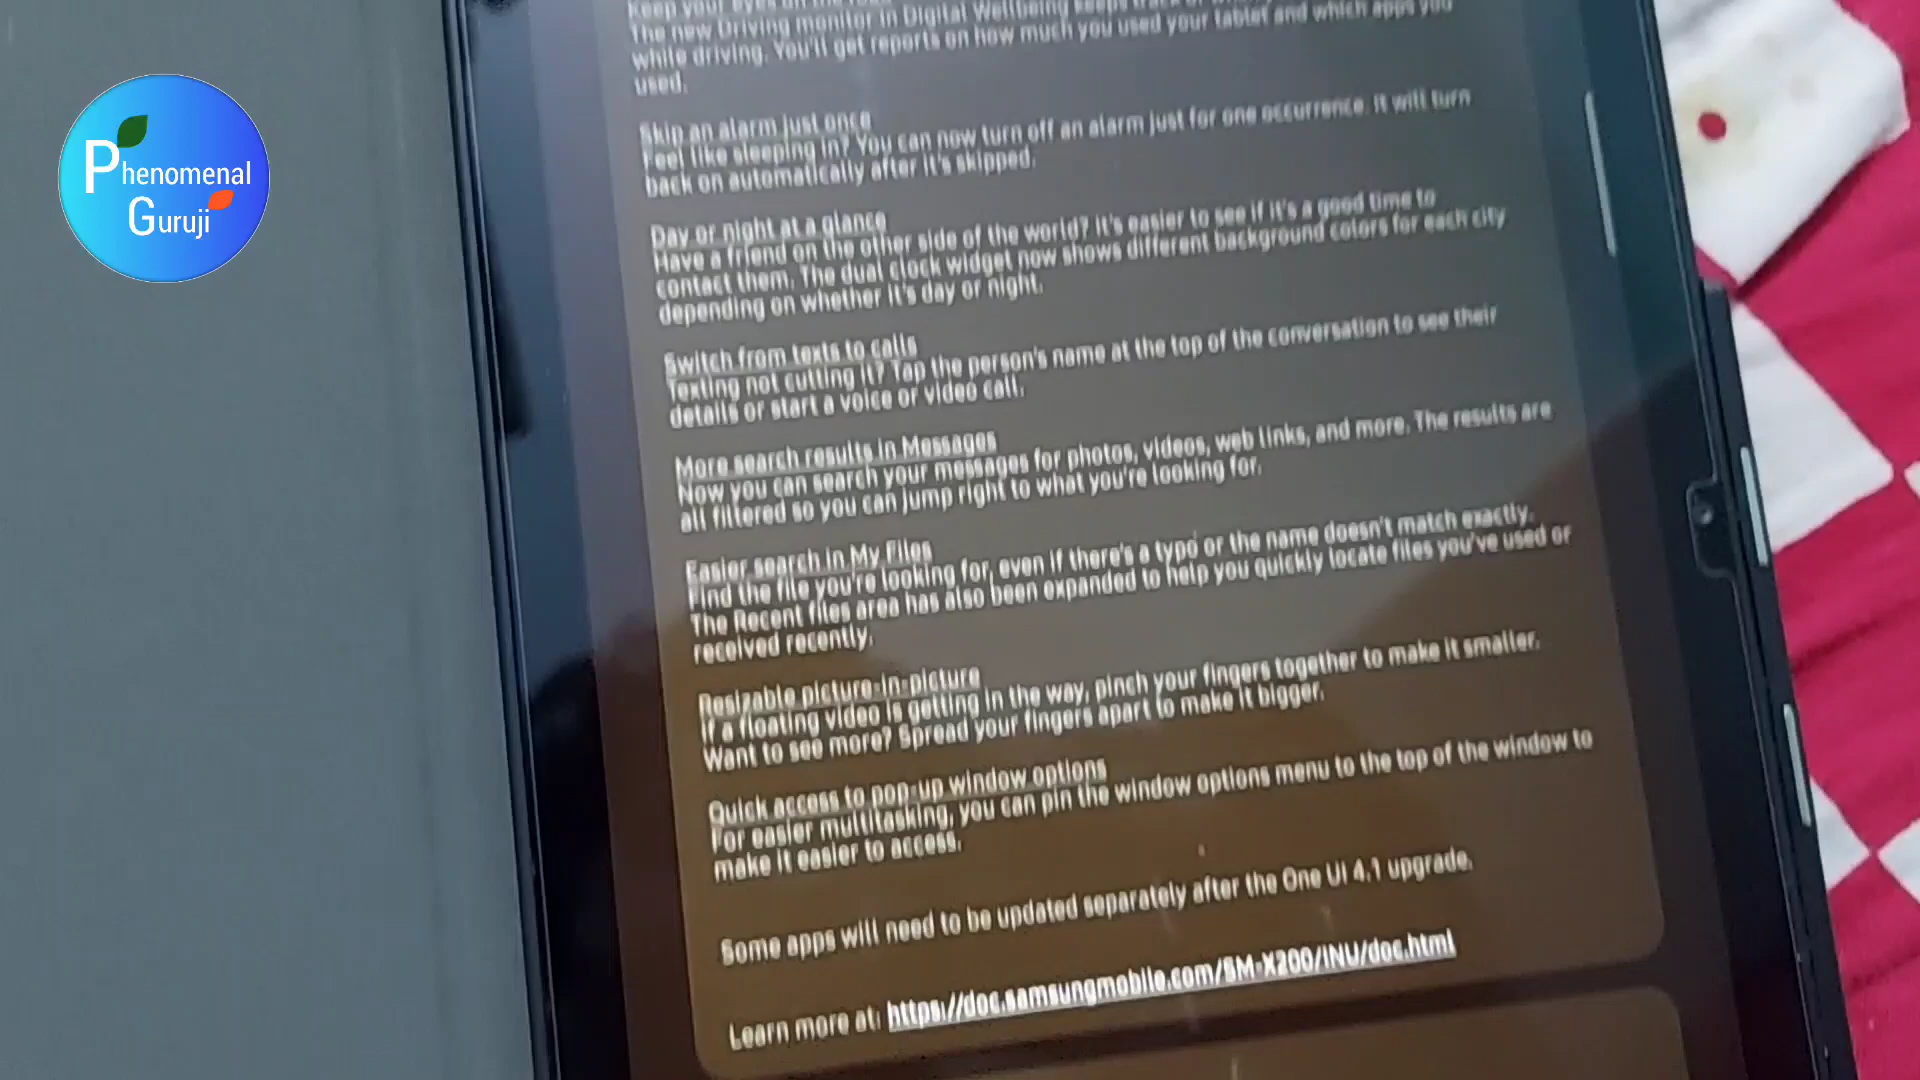 Phenomenal
Guruji
Keep your eyes on the road
The new Driving monitor in Digital Wellbeing keeps track of
while driving. You'll get reports on how much you used your tablet and which apps you
used.
Skip an alarm just once
Feel like sleeping in? You can now turn off an alarm just for one occurrence. It will turn
back on automatically after it's skipped.
Day or night at a glance
Have a friend on the other side of the world? It's easier to see if it's a good time to
contact them. The dual clock widget now shows different background colors for each city
depending on whether it's day or night.
Switch from texts to calls
Texting not cutting it? Tap the person's name at the top of the conversation to see their
details or start a voice or video call.
More search results in Messages
Now you can search your messages for photos, videos, web links, and more. The results are
all filtered so you can jump right to what you're looking for.
Easier search in My Files
Find the file you're looking for, even if there's a typo or the name doesn't match exactly.
The Recent files area has also been expanded to help you quickly locate files you've used or
received recently.
Resizable picture-in-picture
If a floating video is getting in the way, pinch your fingers together to make it smaller.
Want to see more? Spread your fingers apart to make it bigger.
Quick access to pop-up window options
For easier multitasking, you can pin the window options menu to the top of the window to
make it easier to access.
Some apps will need to be updated separately after the One UI 4.1 upgrade.
Learn more at: https://doc.samsungmobile.com/SM-X200/INU/doc.html